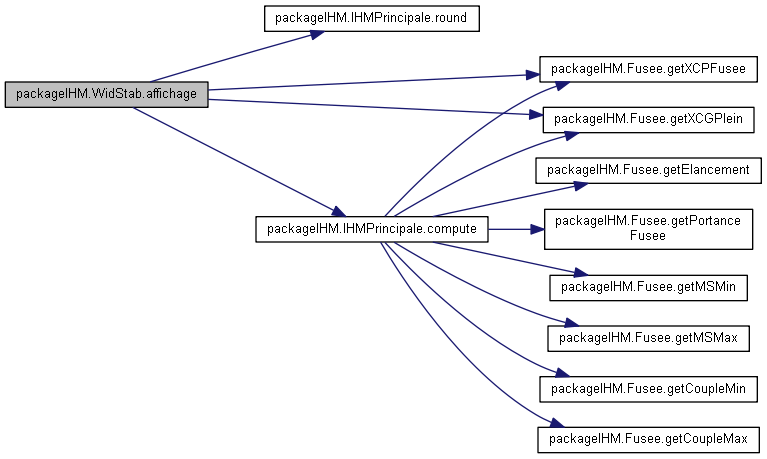 packageIHM.IHMPrincipale.round
packageIHM.Fusee.getXCPFusee
packageIHM.WidStab.affichage
packageIHM.Fusee.getXCGPlein
packageIHM.Fusee.getElancement
packageIHM.IHMPrincipale.compute
packageIHM.Fusee.getPortance
Fusee
packageIHM.Fusee.getMSMin
packageIHM.Fusee.getMSMax
packageIHM.Fusee.getCoupleMin
packageIHM.Fusee.getCoupleMax